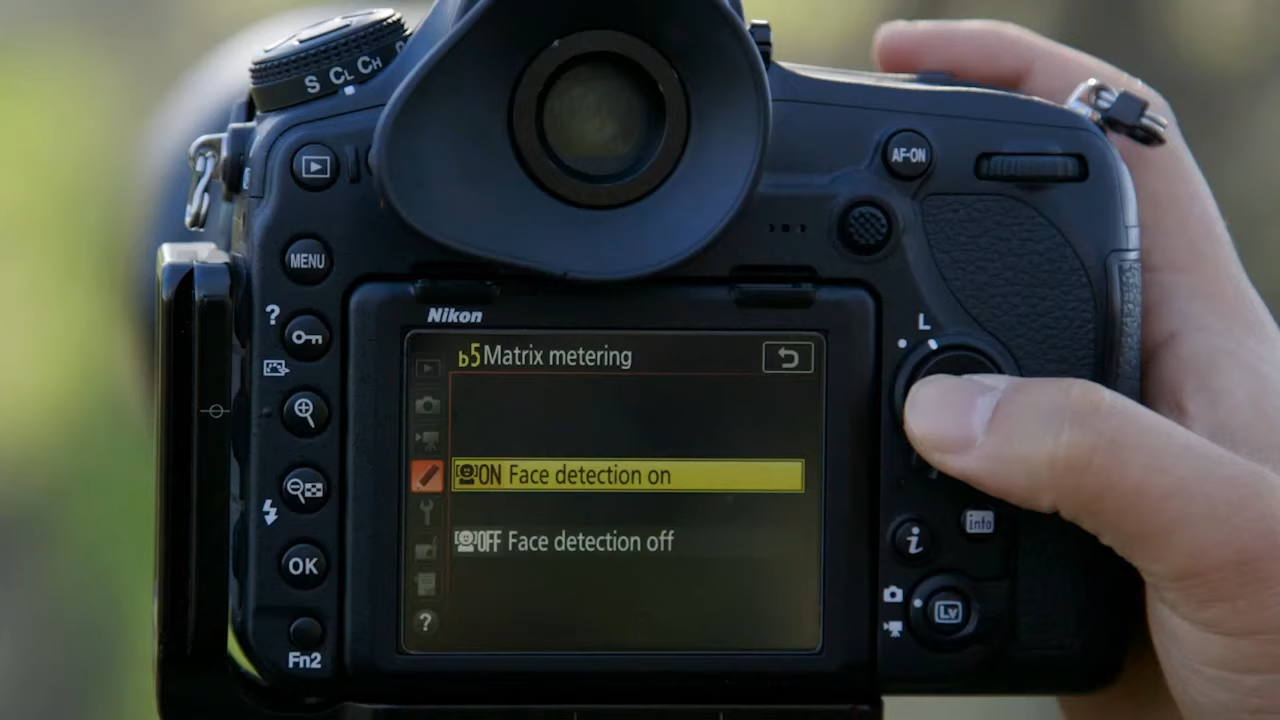 S CL CH
AF-ON
MENU
?
Nikon
L
b5 Matrix metering
ON Face detection on
OFF Face detection off
?
OK
Fn2
info
i
Lv